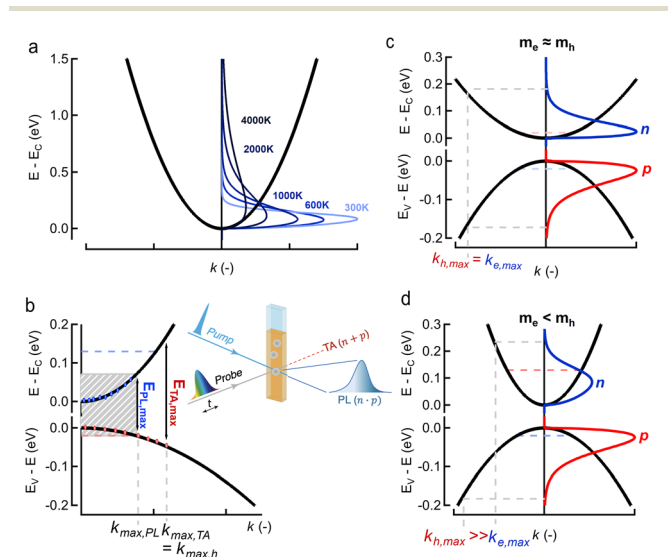 a
1.5
1.0
0.5
0.0
E - E_C (eV)
4000K
2000K
1000K
600K
300K
k (-)
b
0.2
0.1
0.0
E - E_C (eV)
0.0
-0.1
-0.2
E_V - E (eV)
E_PL,max
E_TA,max
k_max,PL k_max,TA
= k_max,h
k (-)
Pump
Probe
t
TA (n + p)
PL (n · p)
c
m_e ≈ m_h
0.3
0.2
0.1
0.0
E - E_C (eV)
n
0.0
-0.1
-0.2
E_V - E (eV)
p
k_h,max = k_e,max
k (-)
d
m_e < m_h
0.3
0.2
0.1
0.0
E - E_C (eV)
n
0.0
-0.1
-0.2
E_V - E (eV)
p
k_h,max >> k_e,max
k (-)